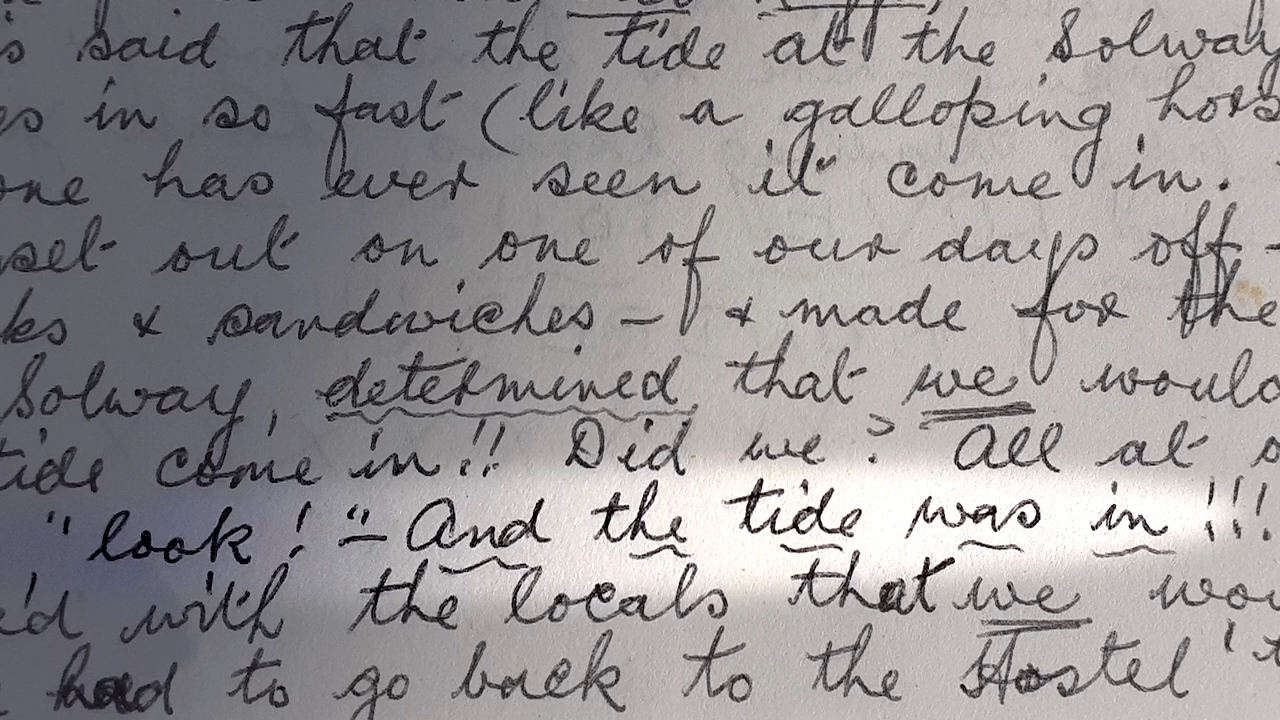 said that the tide at the Solway
in so fast (like a galloping hors
one has ever seen it come in.
set out on one of our days off -
ks & sandwiches - & made for the
Solway, determined that we would
tide come in!! Did we? All at
"look!" - And the tide was in!!!
'd with the locals that we wou
had to go back to the Hostel 't